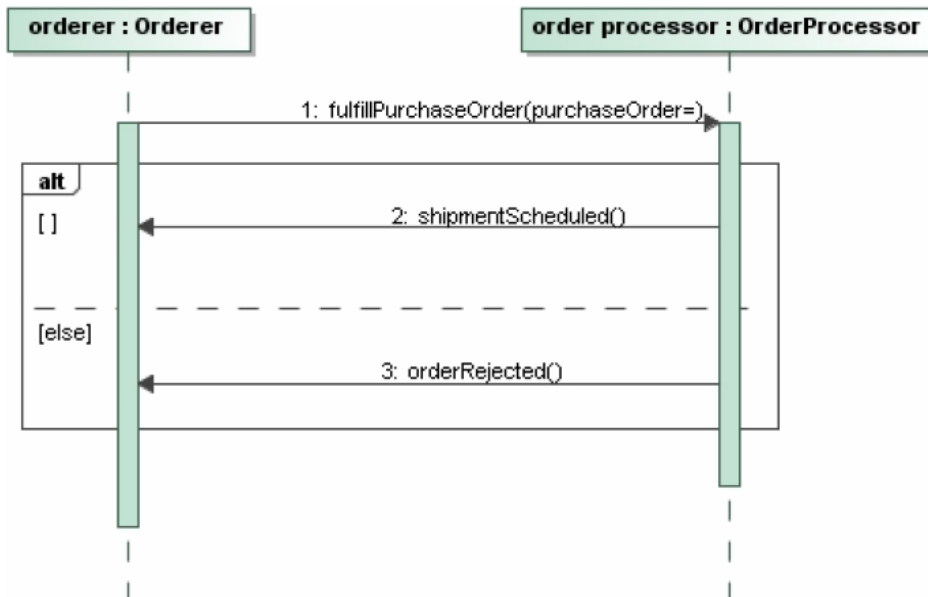 orderer : Orderer
order processor : OrderProcessor
1: fulfillPurchaseOrder(purchaseOrder=)
alt
[ ]
2: shipmentScheduled()
[else]
3: orderRejected()